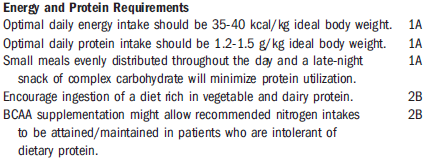 Energy and Protein Requirements
Optimal daily energy intake should be 35-40 kcal/kg ideal body weight. 1A
Optimal daily protein intake should be 1.2-1.5 g/kg ideal body weight. 1A
Small meals evenly distributed throughout the day and a late-night 1A
snack of complex carbohydrate will minimize protein utilization.
Encourage ingestion of a diet rich in vegetable and dairy protein. 2B
BCAA supplementation might allow recommended nitrogen intakes 2B
to be attained/maintained in patients who are intolerant of
dietary protein.